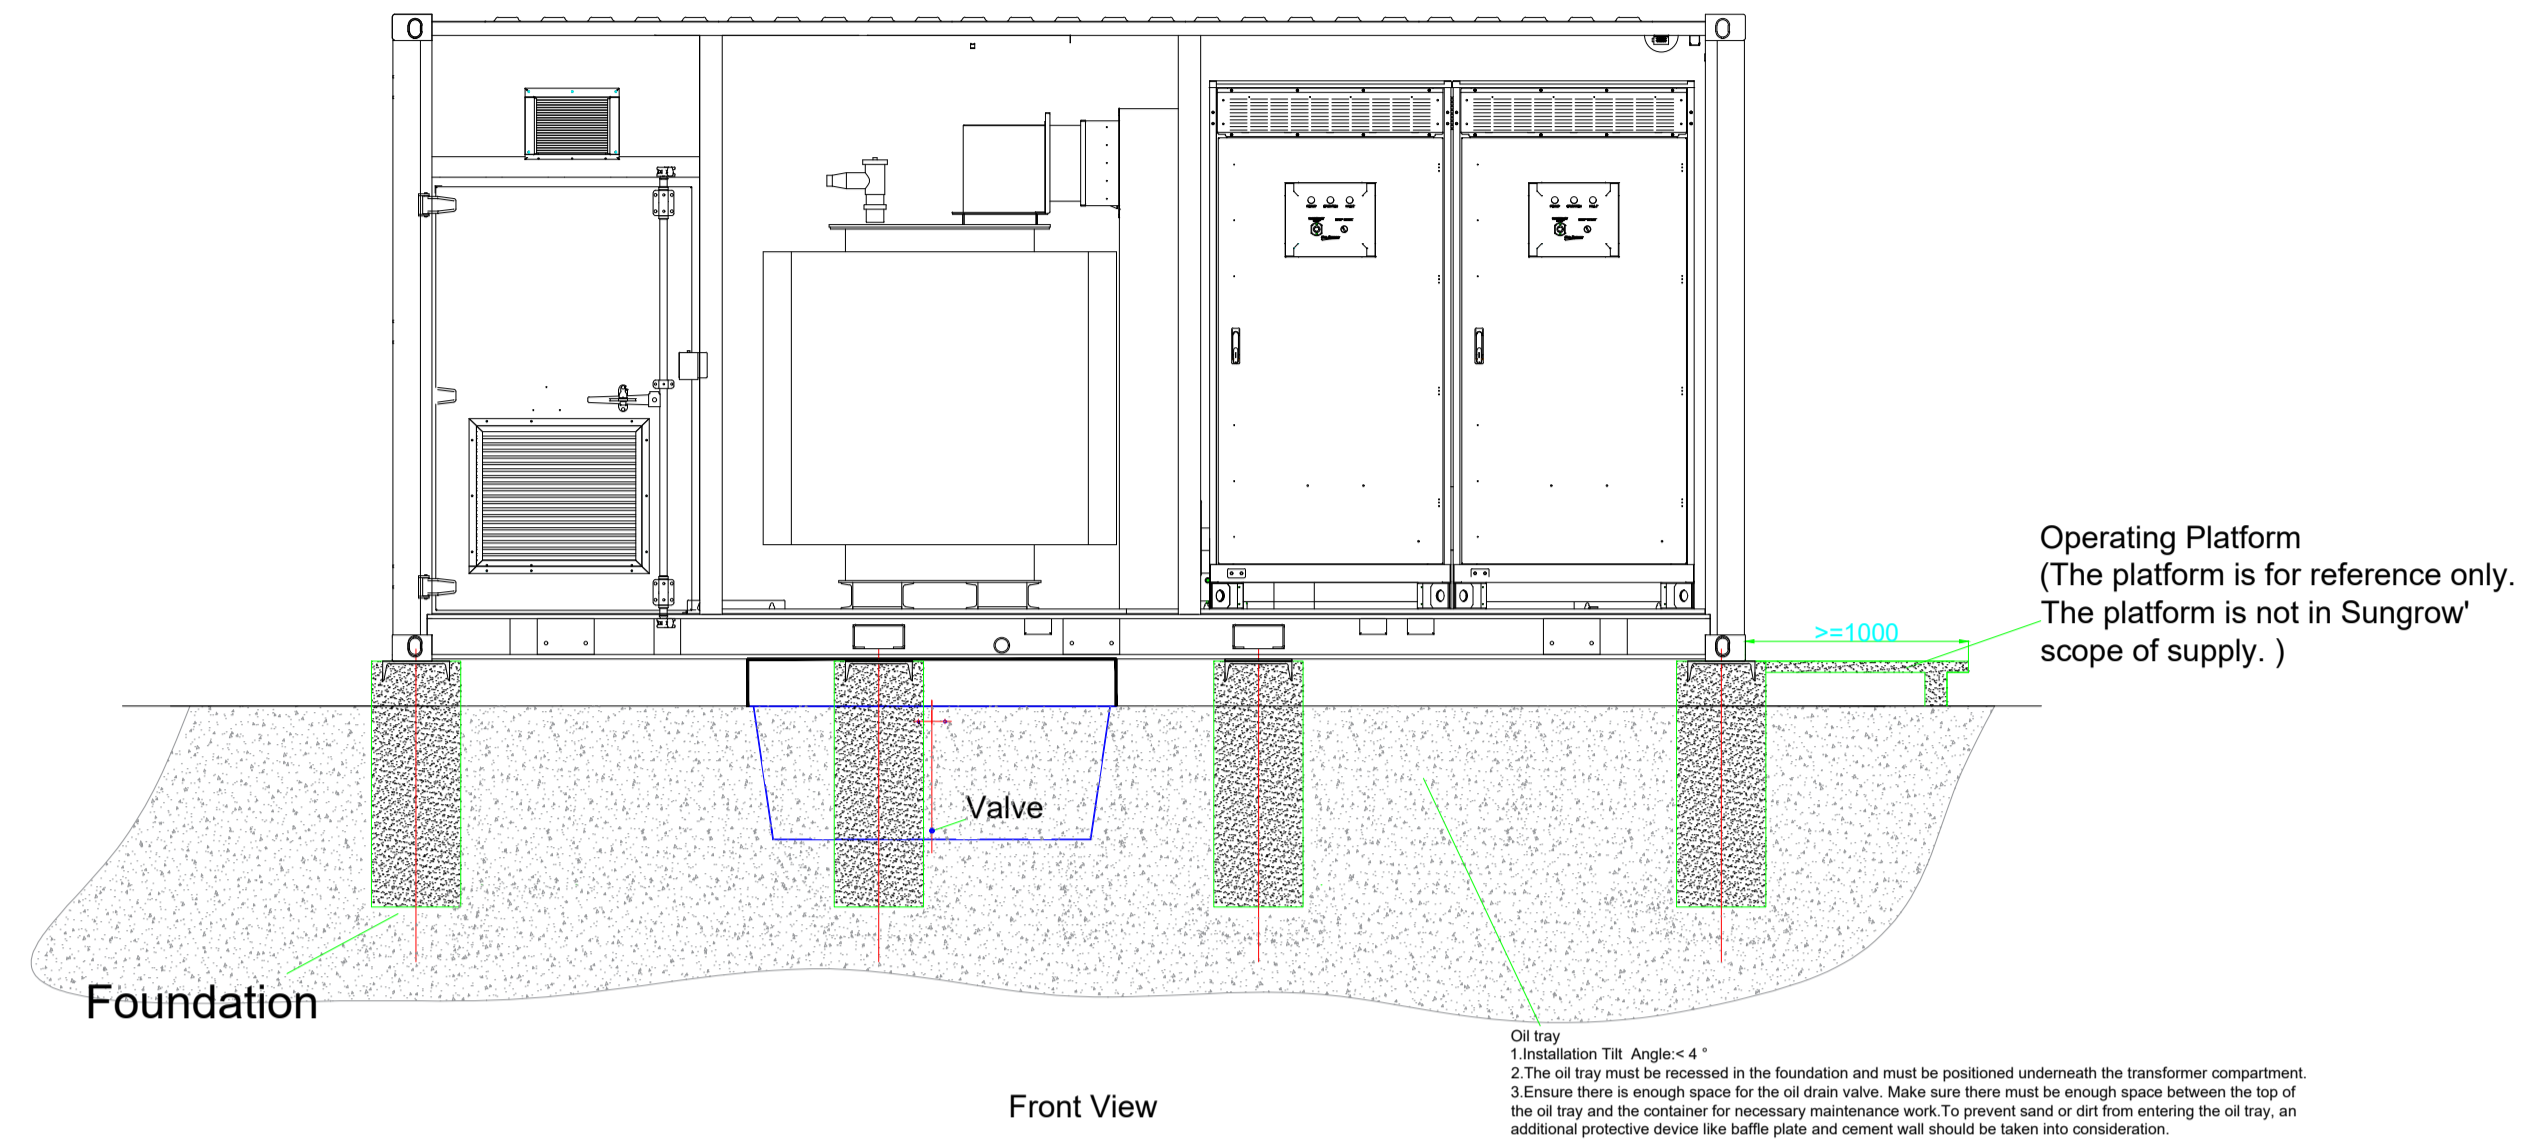 Operating Platform
(The platform is for reference only.
The platform is not in Sungrow'
scope of supply. )
>=1000
Valve
Foundation
Oil tray
1.Installation Tilt Angle:< 4 °
2.The oil tray must be recessed in the foundation and must be positioned underneath the transformer compartment.
3.Ensure there is enough space for the oil drain valve. Make sure there must be enough space between the top of
the oil tray and the container for necessary maintenance work.To prevent sand or dirt from entering the oil tray, an
additional protective device like baffle plate and cement wall should be taken into consideration.
Front View